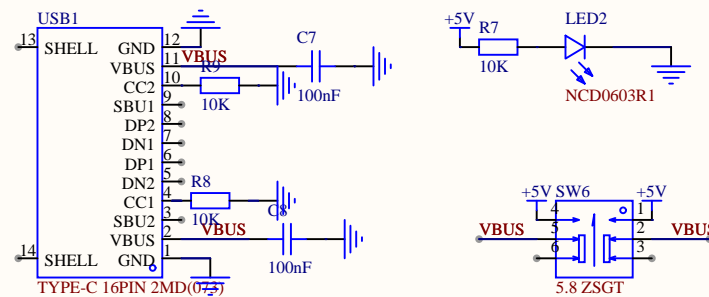 USB1
13 SHELL GND 12
VBUS 11 VBUS
C7
100nF
CC2 10 R9
10K
SBU1 9
DP2 8
DN1 7
DP1 6
DN2 5
CC1 4 R8
10K
SBU2 3
VBUS 2 VBUS
C8
100nF
14 SHELL GND 1
TYPE-C 16PIN 2MD(073)
+5V R7 LED2
10K
NCD0603R1
+5V SW6 +5V
4 1
VBUS 5 2 VBUS
6 3
5.8 ZSGT